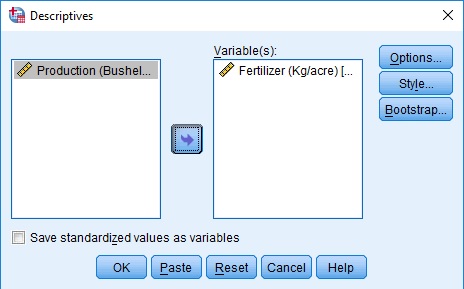 Descriptives
Variable(s):
Production (Bushel...
Fertilizer (Kg/acre) [...
Options...
Style...
Bootstrap...
Save standardized values as variables
OK Paste Reset Cancel Help